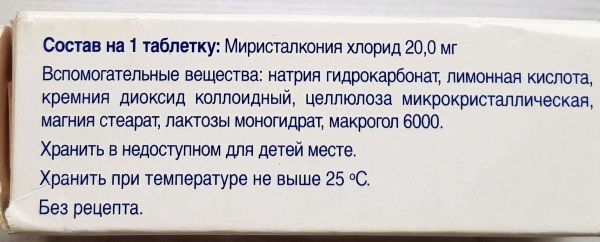 Состав на 1 таблетку: Миристалкония хлорид 20,0 мг
Вспомогательные вещества: натрия гидрокарбонат, лимонная кислота,
кремния диоксид коллоидный, целлюлоза микрокристаллическая,
магния стеарат, лактозы моногидрат, макрогол 6000.
Хранить в недоступном для детей месте.
Хранить при температуре не выше 25 ºС.
Без рецепта.